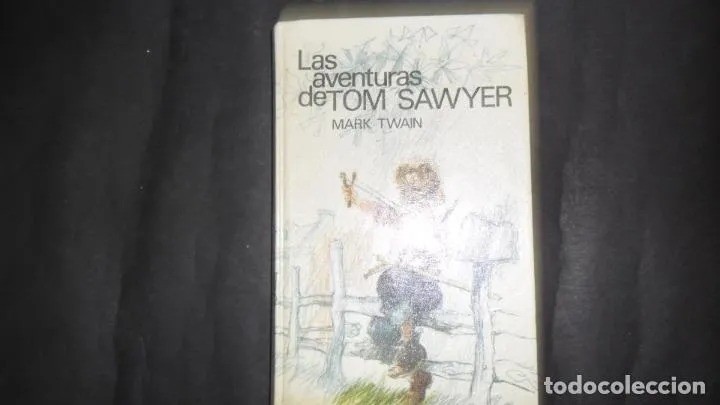 Las
aventuras
de TOM SAWYER
MARK TWAIN
todocoleccion